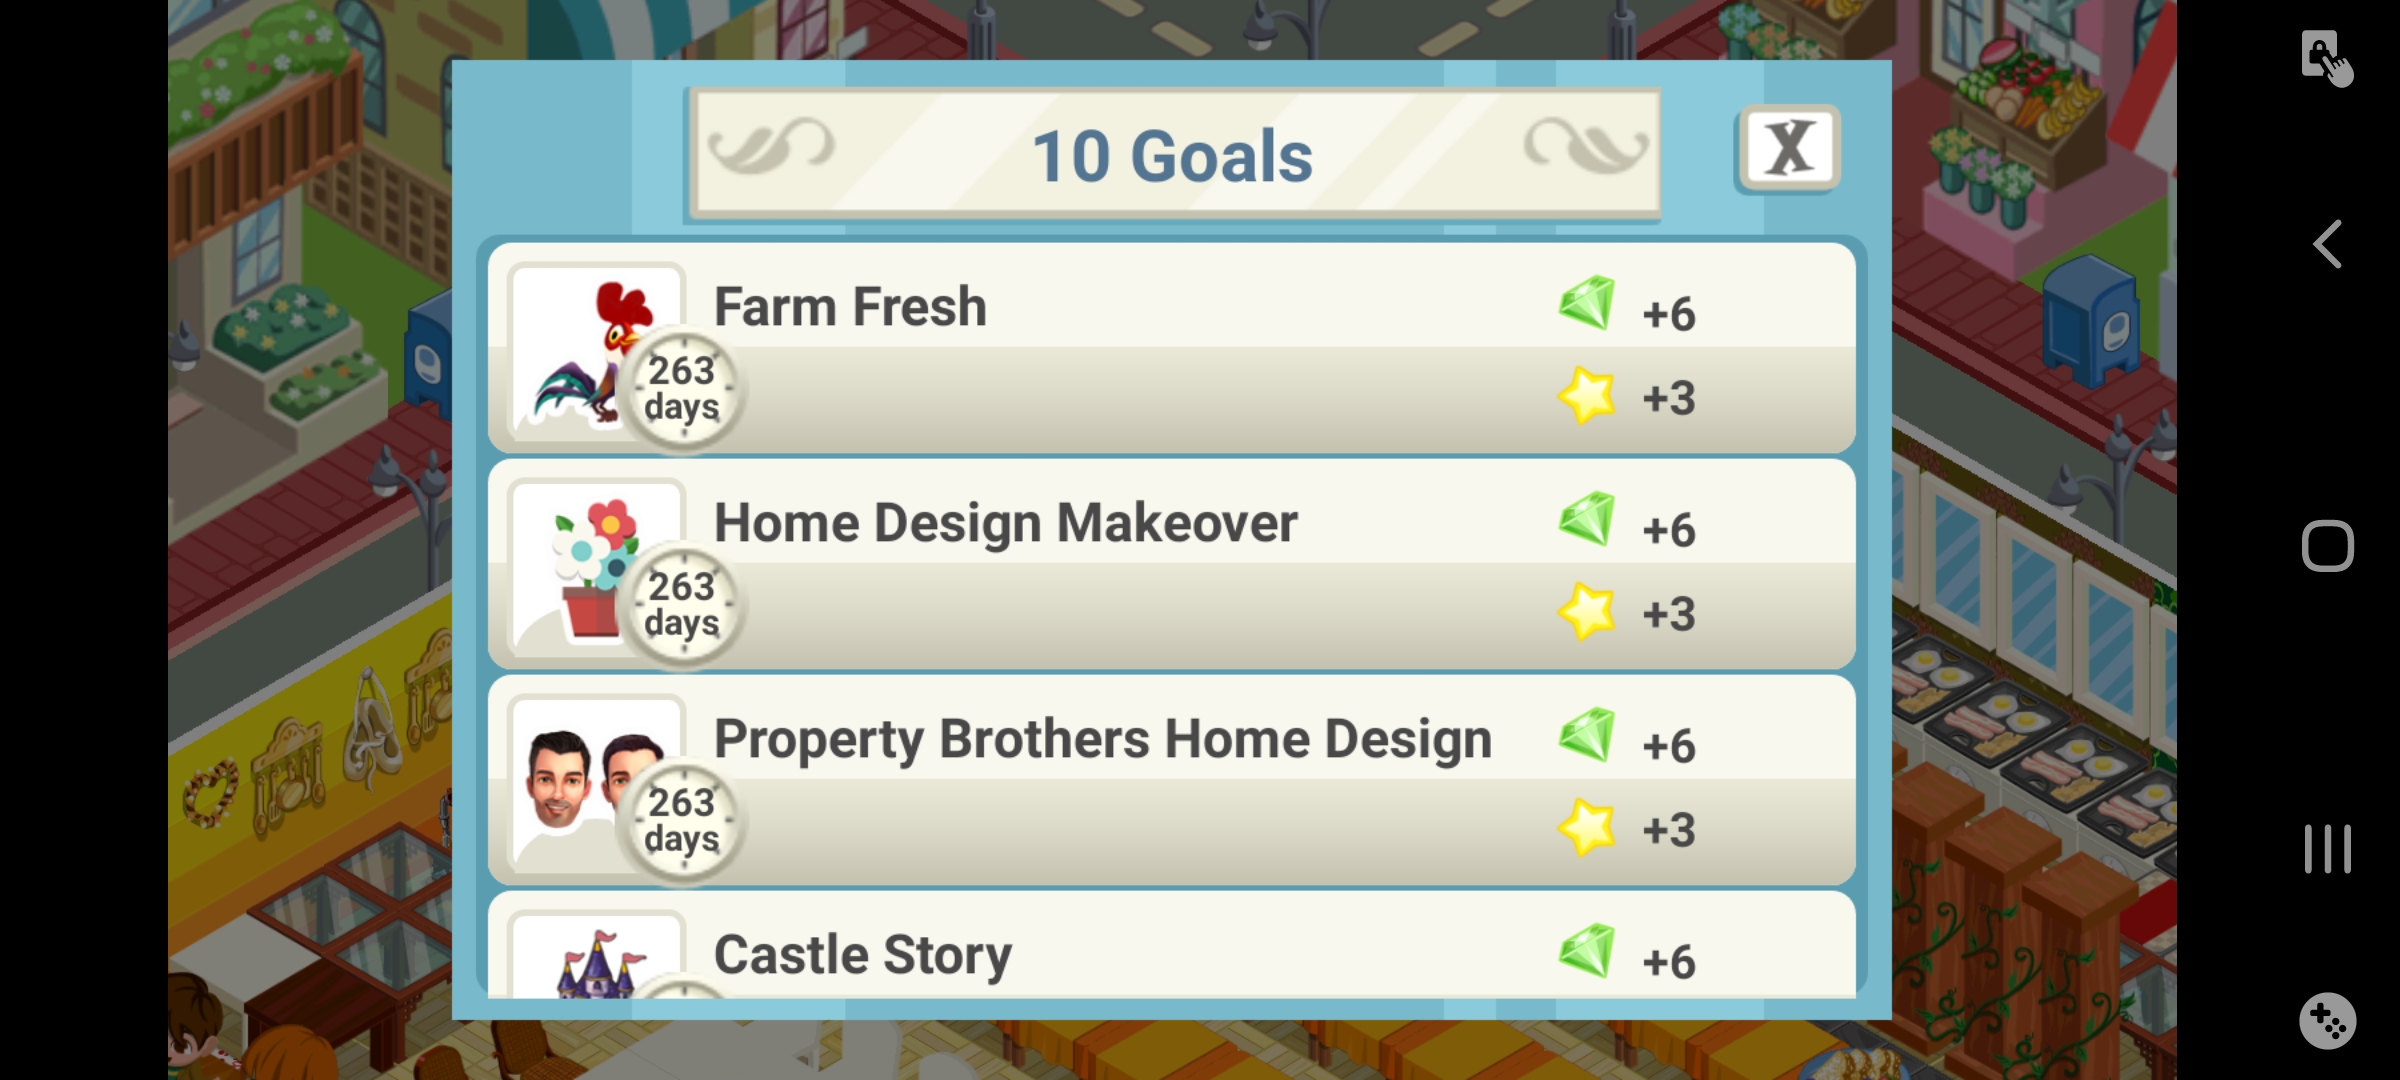 10 Goals
X
Farm Fresh
+6
263
days
+3
Home Design Makeover
+6
263
days
+3
Property Brothers Home Design
+6
263
days
+3
Castle Story
+6